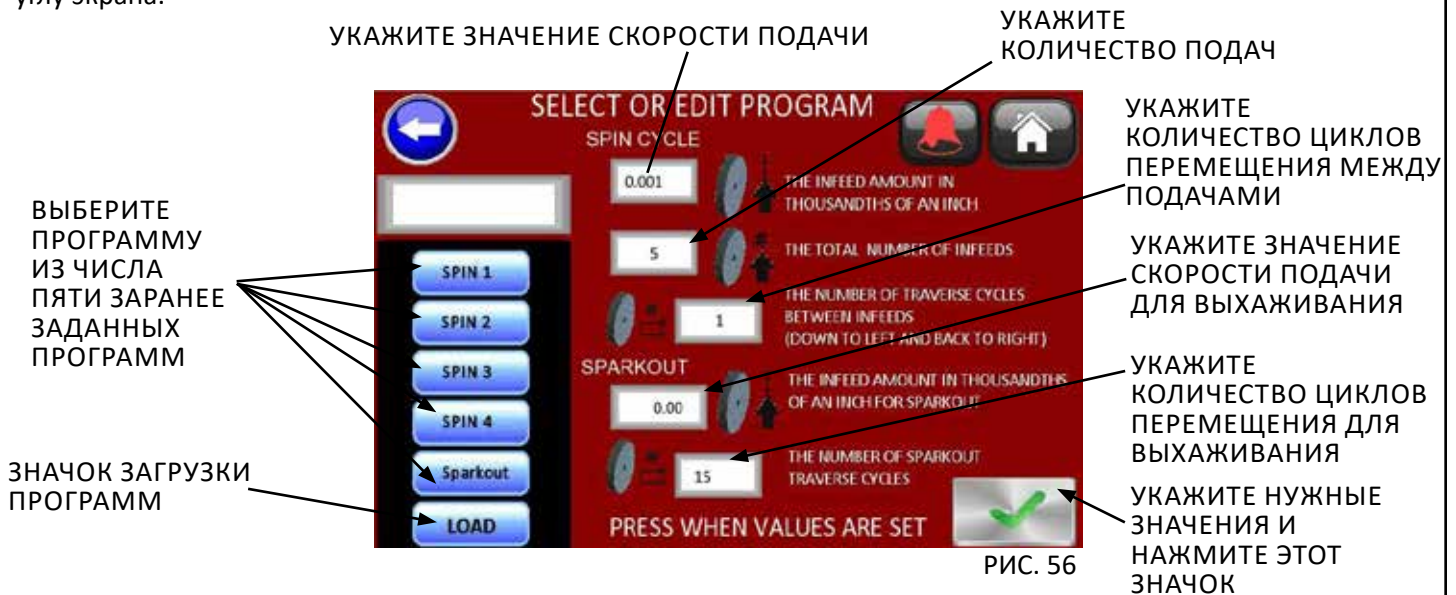 углу экрана.
УКАЖИТЕ ЗНАЧЕНИЕ СКОРОСТИ ПОДАЧИ
УКАЖИТЕ
КОЛИЧЕСТВО ПОДАЧ
ВЫБЕРИТЕ
ПРОГРАММУ
ИЗ ЧИСЛА
ПЯТИ ЗАРАНЕЕ
ЗАДАННЫХ
ПРОГРАММ
ЗНАЧОК ЗАГРУЗКИ
ПРОГРАММ
SELECT OR EDIT PROGRAM
SPIN CYCLE
0.001
THE INFEED AMOUNT IN
THOUSANDTHS OF AN INCH
5
THE TOTAL NUMBER OF INFEEDS
1
THE NUMBER OF TRAVERSE CYCLES
BETWEEN INFEEDS
(DOWN TO LEFT AND BACK TO RIGHT)
SPARKOUT
0.00
THE INFEED AMOUNT IN THOUSANDTHS
OF AN INCH FOR SPARKOUT
15
THE NUMBER OF SPARKOUT
TRAVERSE CYCLES
PRESS WHEN VALUES ARE SET
SPIN 1
SPIN 2
SPIN 3
SPIN 4
Sparkout
LOAD
УКАЖИТЕ
КОЛИЧЕСТВО ЦИКЛОВ
ПЕРЕМЕЩЕНИЯ МЕЖДУ
ПОДАЧАМИ
УКАЖИТЕ ЗНАЧЕНИЕ
СКОРОСТИ ПОДАЧИ
ДЛЯ ВЫХАЖИВАНИЯ
УКАЖИТЕ
КОЛИЧЕСТВО ЦИКЛОВ
ПЕРЕМЕЩЕНИЯ ДЛЯ
ВЫХАЖИВАНИЯ
УКАЖИТЕ НУЖНЫЕ
ЗНАЧЕНИЯ И
НАЖМИТЕ ЭТОТ
ЗНАЧОК
РИС. 56